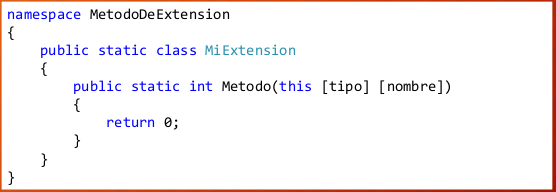 namespace MetodoDeExtension
{
    public static class MiExtension
    {
        public static int Metodo(this [tipo] [nombre])
        {
            return 0;
        }
    }
}